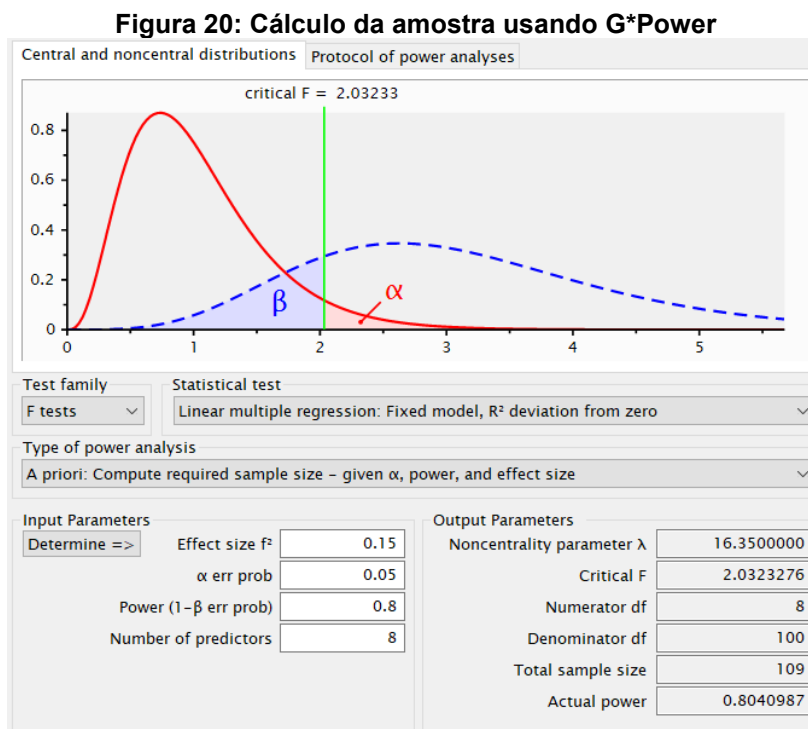 Figura 20: Cálculo da amostra usando G*Power
Central and noncentral distributions Protocol of power analyses
critical F = 2.03233
0.8
0.6
0.4
0.2
0
β
α
0 1 2 3 4 5
Test family Statistical test
F tests Linear multiple regression: Fixed model, R² deviation from zero
Type of power analysis
A priori: Compute required sample size – given α, power, and effect size
Input Parameters
Determine => Effect size f² 0.15
α err prob 0.05
Power (1-β err prob) 0.8
Number of predictors 8
Output Parameters
Noncentrality parameter λ 16.3500000
Critical F 2.0323276
Numerator df 8
Denominator df 100
Total sample size 109
Actual power 0.8040987